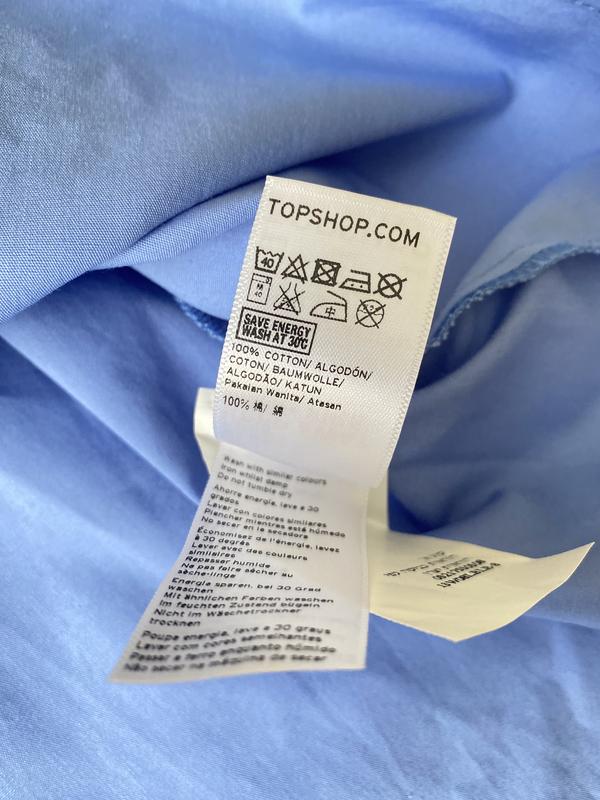 TOPSHOP.COM
40
M
40
中
SAVE ENERGY
WASH AT 30C
100% COTTON/ ALGODÓN/
COTON/ BAUMWOLLE/
ALGODÃO/ KATUN
Pakaian Wanita/ Atasan
100% 棉/ 綿
Wash with similar colours
Iron whilst damp
Do not tumble dry
Ahorre energía, lave a 30
grados
Lavar con colores similares
Planchar mientras está húmedo
No secar en la secadora
Économisez de l'énergie, lavez
à 30 degrés
Laver avec des couleurs
similaires
Repasser humide
Ne pas faire sécher au
sèche-linge
Energie sparen, bei 30 Grad
waschen
Mit ähnlichen Farben waschen
Im feuchten Zustand bügeln
Nicht im Wäschetrockner
trocknen
Poupe energia, lave a 30 graus
Lavar com cores semelhantes
Passar a ferro enquanto húmido
Não secar na máquina de secar